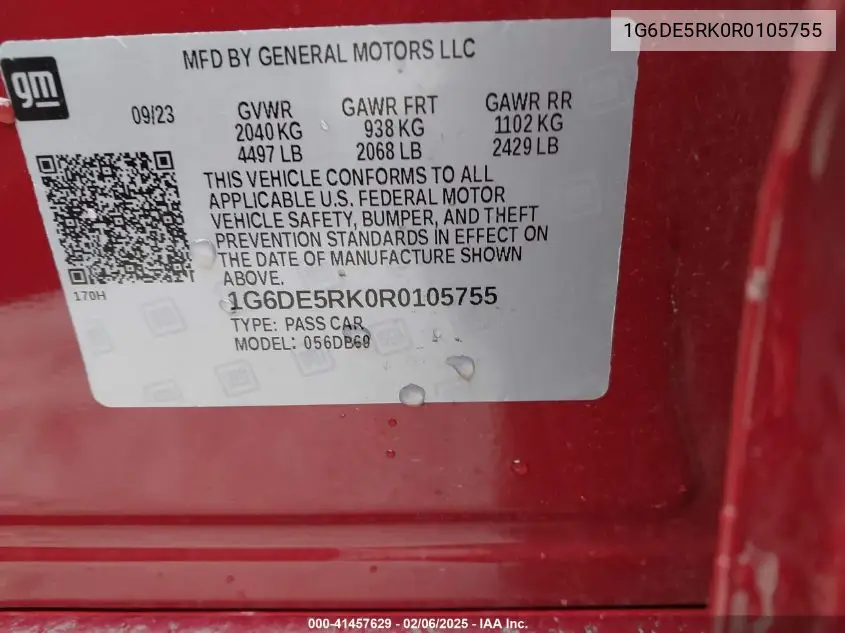 1G6DE5RK0R0105755
MFD BY GENERAL MOTORS LLC
gm
09/23
GVWR GAWR FRT GAWR RR
2040 KG 938 KG 1102 KG
4497 LB 2068 LB 2429 LB
THIS VEHICLE CONFORMS TO ALL
APPLICABLE U.S. FEDERAL MOTOR
VEHICLE SAFETY, BUMPER, AND THEFT
PREVENTION STANDARDS IN EFFECT ON
THE DATE OF MANUFACTURE SHOWN
ABOVE.
170H
1G6DE5RK0R0105755
TYPE: PASS CAR
MODEL: 056DB69
000-41457629 - 02/06/2025 - IAA Inc.